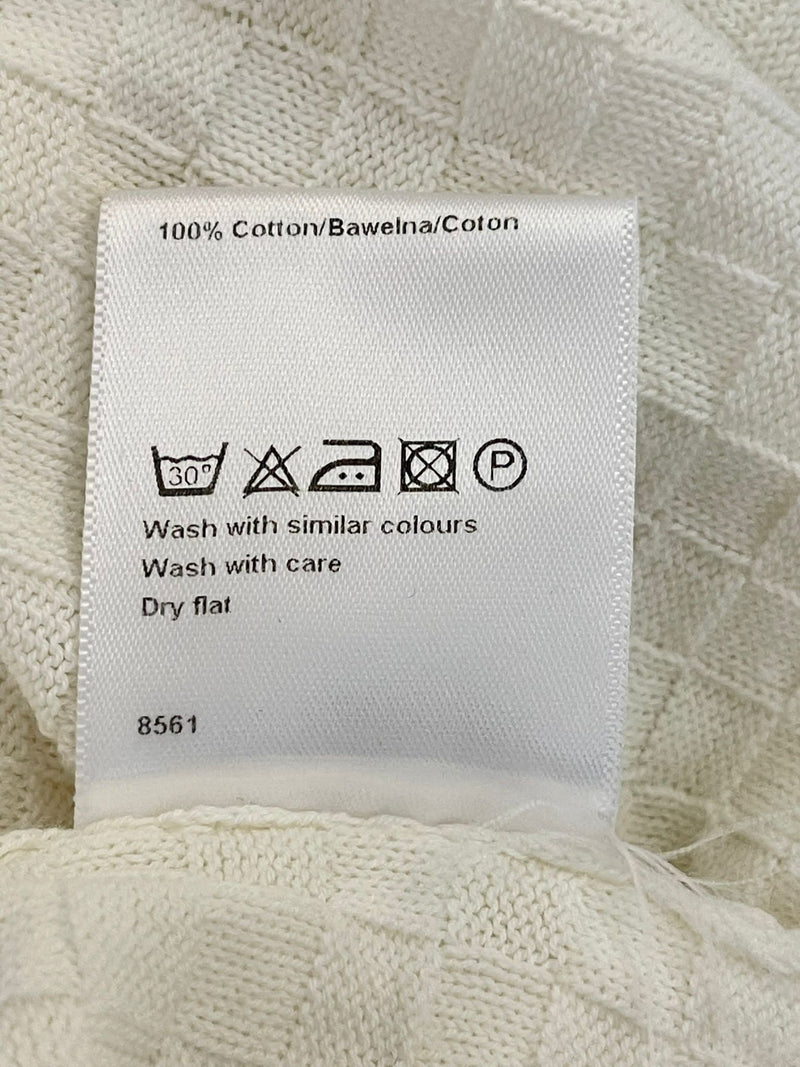 100% Cotton/Bawelna/Coton
30° P
Wash with similar colours
Wash with care
Dry flat
8561